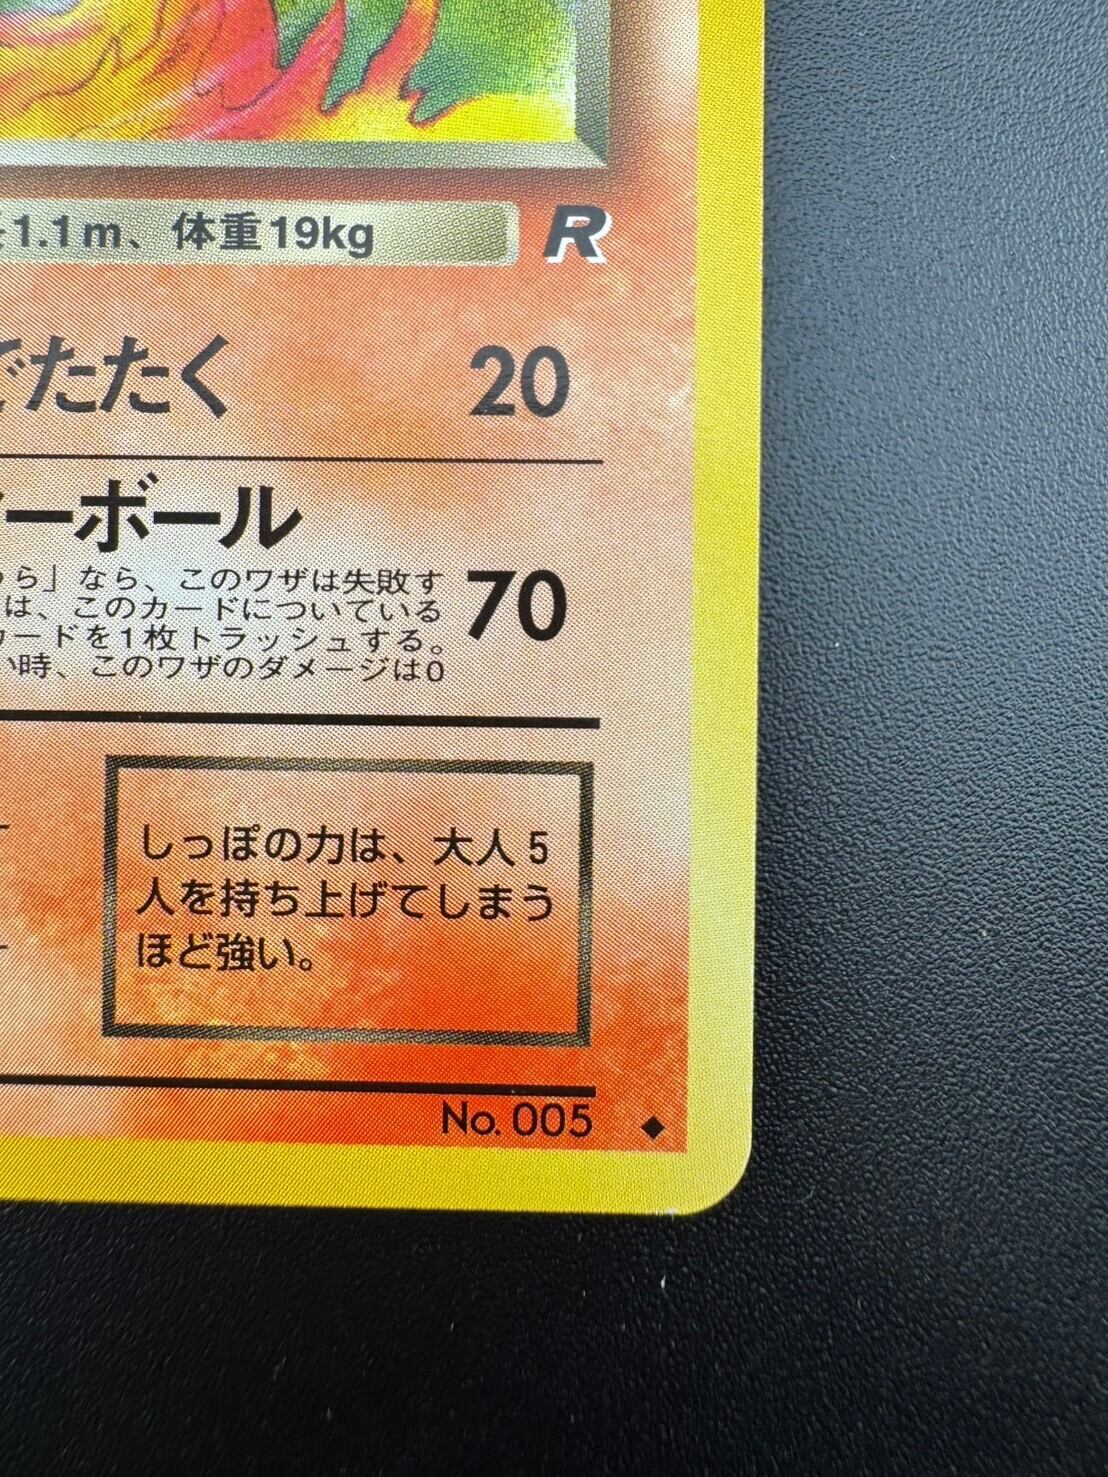 1.1m、体重19kg
R
でたたく 20
ーボール
」なら、このワザは失敗す
は、このカードについている
カードを1枚トラッシュする。
い時、このワザのダメージは0
70
しっぽの力は、大人5
人を持ち上げてしまう
ほど強い。
No. 005 ◆